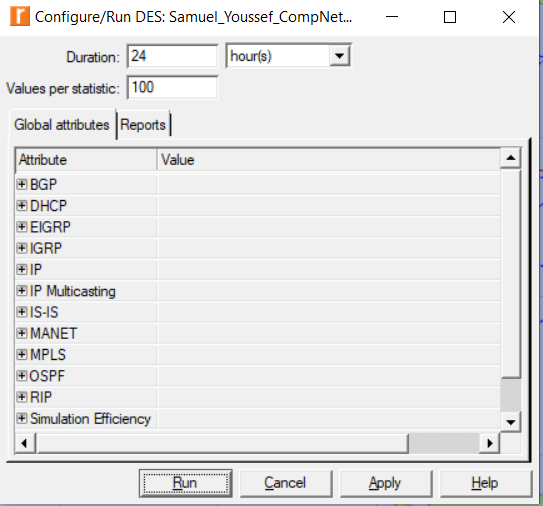 Configure/Run DES: Samuel_Youssef_CompNet...
Duration: 24 hour(s)
Values per statistic: 100
Global attributes Reports
Attribute Value
BGP
DHCP
EIGRP
IGRP
IP
IP Multicasting
IS-IS
MANET
MPLS
OSPF
RIP
Simulation Efficiency
Run Cancel Apply Help